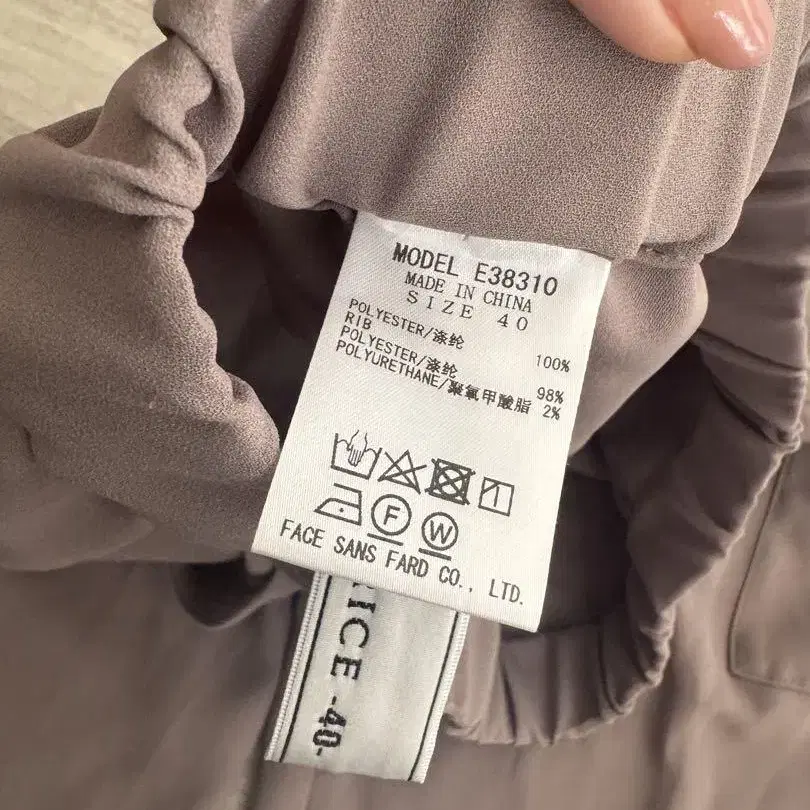 MODEL E38310
MADE IN CHINA
SIZE 40
POLYESTER/涤纶 100%
RIB
POLYESTER/涤纶 98%
POLYURETHANE/聚氧甲酸脂 2%
F W
FACE SANS FARD CO., LTD.
ICE -40-